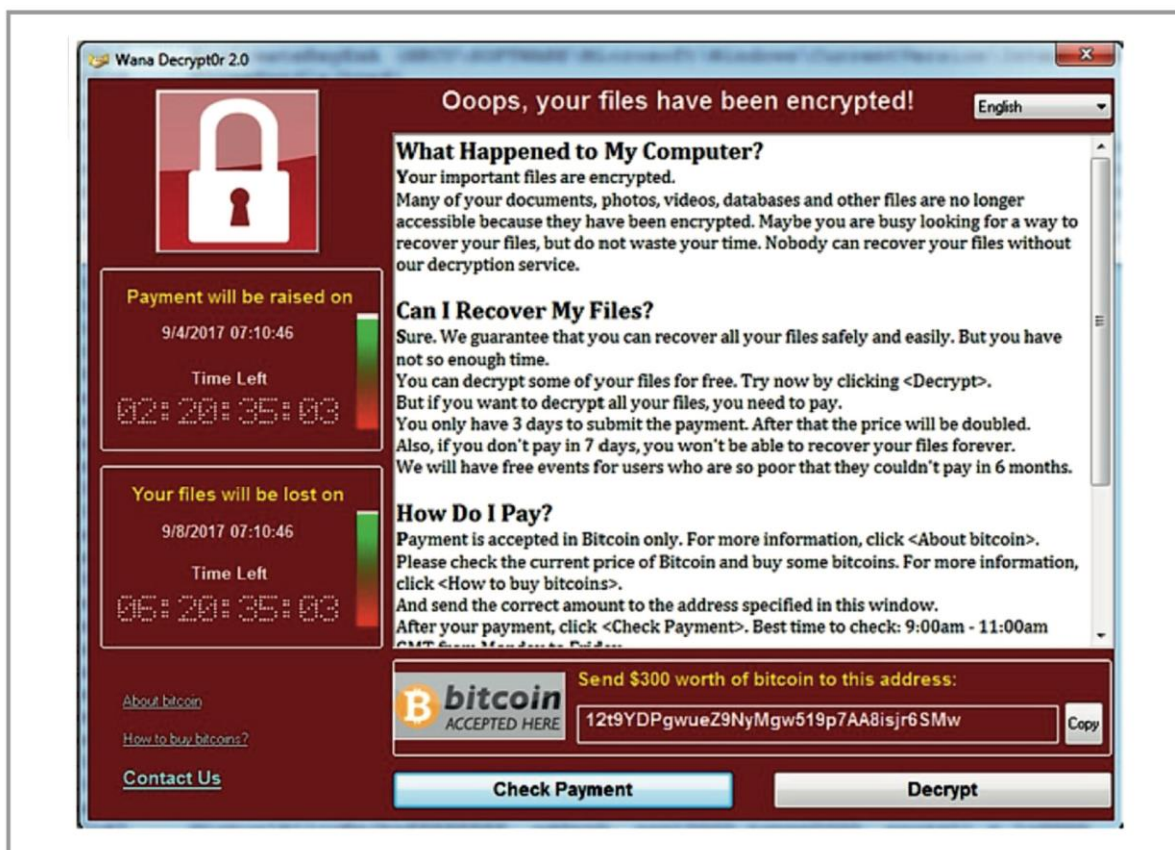 Wana Decrypt0r 2.0
Ooops, your files have been encrypted!
English
What Happened to My Computer?
Your important files are encrypted.
Many of your documents, photos, videos, databases and other files are no longer
accessible because they have been encrypted. Maybe you are busy looking for a way to
recover your files, but do not waste your time. Nobody can recover your files without
our decryption service.
Can I Recover My Files?
Sure. We guarantee that you can recover all your files safely and easily. But you have
not so enough time.
You can decrypt some of your files for free. Try now by clicking <Decrypt>.
But if you want to decrypt all your files, you need to pay.
You only have 3 days to submit the payment. After that the price will be doubled.
Also, if you don't pay in 7 days, you won't be able to recover your files forever.
We will have free events for users who are so poor that they couldn't pay in 6 months.
How Do I Pay?
Payment is accepted in Bitcoin only. For more information, click <About bitcoin>.
Please check the current price of Bitcoin and buy some bitcoins. For more information,
click <How to buy bitcoins>.
And send the correct amount to the address specified in this window.
After your payment, click <Check Payment>. Best time to check: 9:00am - 11:00am
GMT from Monday to Friday
Payment will be raised on
9/4/2017 07:10:46
Time Left
02:20:35:03
Your files will be lost on
9/8/2017 07:10:46
Time Left
06:20:35:03
About bitcoin
How to buy bitcoins?
Contact Us
bitcoin
ACCEPTED HERE
Send $300 worth of bitcoin to this address:
12t9YDPgwueZ9NyMgw519p7AA8isjr6SMw
Copy
Check Payment
Decrypt